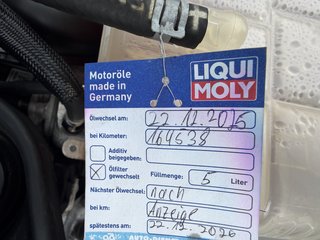 Motoröle
made in
Germany
LIQUI
MOLY
Ölwechsel am: 22.12.2025
bei Kilometer: 164538
Additiv
beigegeben:
Ölfilter
gewechselt
Füllmenge: 5 Liter
Nächster Ölwechsel: nach
bei km: Anzeige
spätestens am: 22.12.2026